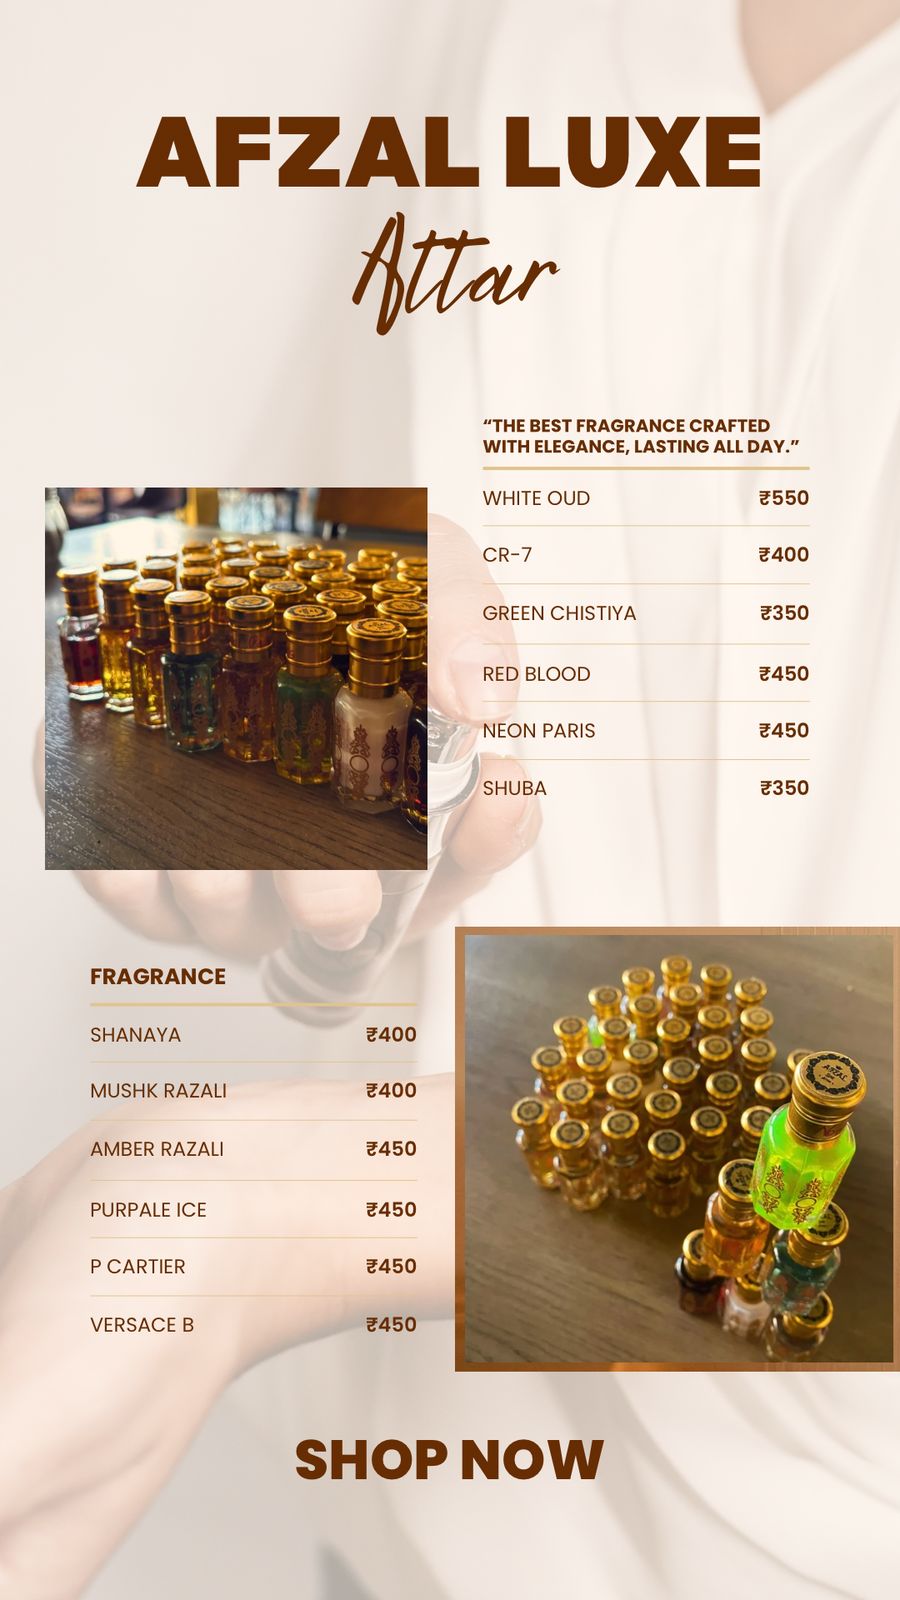 AFZAL LUXE
Attar
“THE BEST FRAGRANCE CRAFTED
WITH ELEGANCE, LASTING ALL DAY.”
WHITE OUD ₹550
CR-7 ₹400
GREEN CHISTIYA ₹350
RED BLOOD ₹450
NEON PARIS ₹450
SHUBA ₹350
FRAGRANCE
SHANAYA ₹400
MUSHK RAZALI ₹400
AMBER RAZALI ₹450
PURPALE ICE ₹450
P CARTIER ₹450
VERSACE B ₹450
AFZAL
SHOP NOW